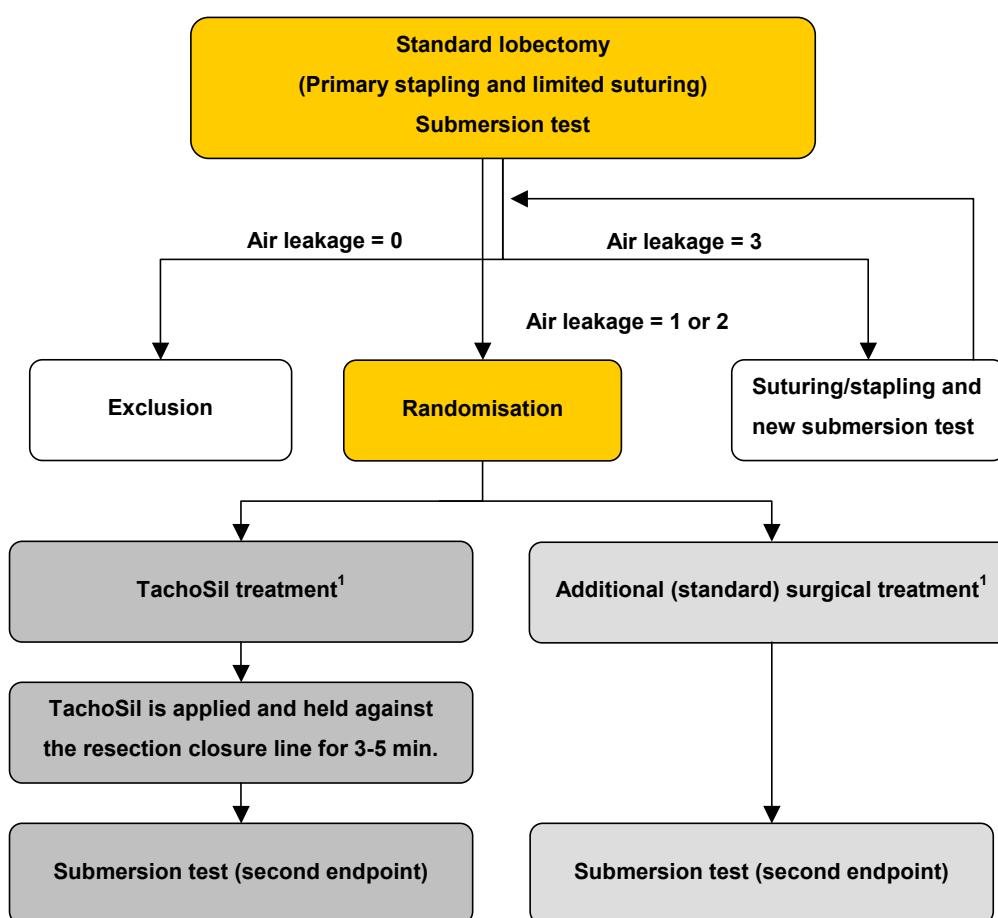 Standard lobectomy
(Primary stapling and limited suturing)
Submersion test
Air leakage = 0
Air leakage = 3
Air leakage = 1 or 2
Exclusion
Randomisation
Suturing/stapling and
new submersion test
TachoSil treatment¹
Additional (standard) surgical treatment¹
TachoSil is applied and held against
the resection closure line for 3-5 min.
Submersion test (second endpoint)
Submersion test (second endpoint)